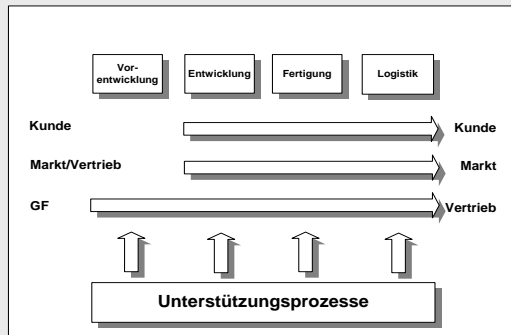 Vor-
entwicklung
Entwicklung
Fertigung
Logistik
Kunde
Kunde
Markt/Vertrieb
Markt
GF
Vertrieb
Unterstützungsprozesse